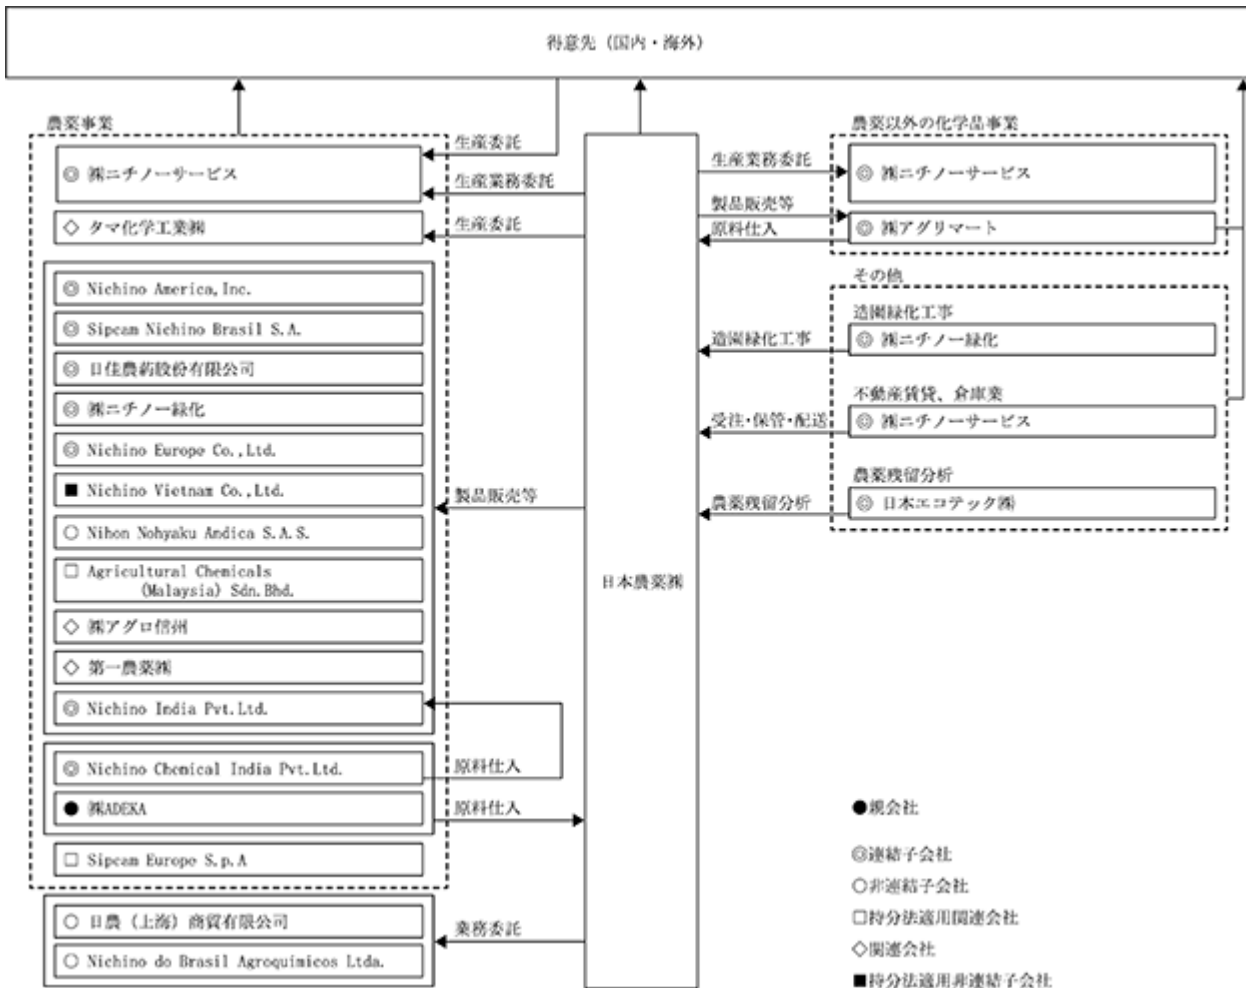 得意先（国内・海外）
農薬事業
◎ ㈱ニチノーサービス
◇ タマ化学工業㈱
◎ Nichino America,Inc.
◎ Sipcam Nichino Brasil S.A.
◎ 日佳農葯股份有限公司
◎ ㈱ニチノー緑化
◎ Nichino Europe Co.,Ltd.
■ Nichino Vietnam Co.,Ltd.
○ Nihon Nohyaku Andica S.A.S.
□ Agricultural Chemicals
(Malaysia) Sdn.Bhd.
◇ ㈱アグロ信州
◇ 第一農薬㈱
◎ Nichino India Pvt.Ltd.
◎ Nichino Chemical India Pvt.Ltd.
● ㈱ADEKA
□ Sipcam Europe S.p.A
○ 日農（上海）商貿有限公司
○ Nichino do Brasil Agroquimicos Ltda.
生産委託
生産業務委託
生産委託
製品販売等
原料仕入
原料仕入
業務委託
日本農薬㈱
生産業務委託
製品販売等
原料仕入
造園緑化工事
受注・保管・配送
農薬残留分析
農薬以外の化学品事業
◎ ㈱ニチノーサービス
◎ ㈱アグリマート
その他
造園緑化工事
◎ ㈱ニチノー緑化
不動産賃貸、倉庫業
◎ ㈱ニチノーサービス
農薬残留分析
◎ 日本エコテック㈱
●親会社
◎連結子会社
○非連結子会社
□持分法適用関連会社
◇関連会社
■持分法適用非連結子会社